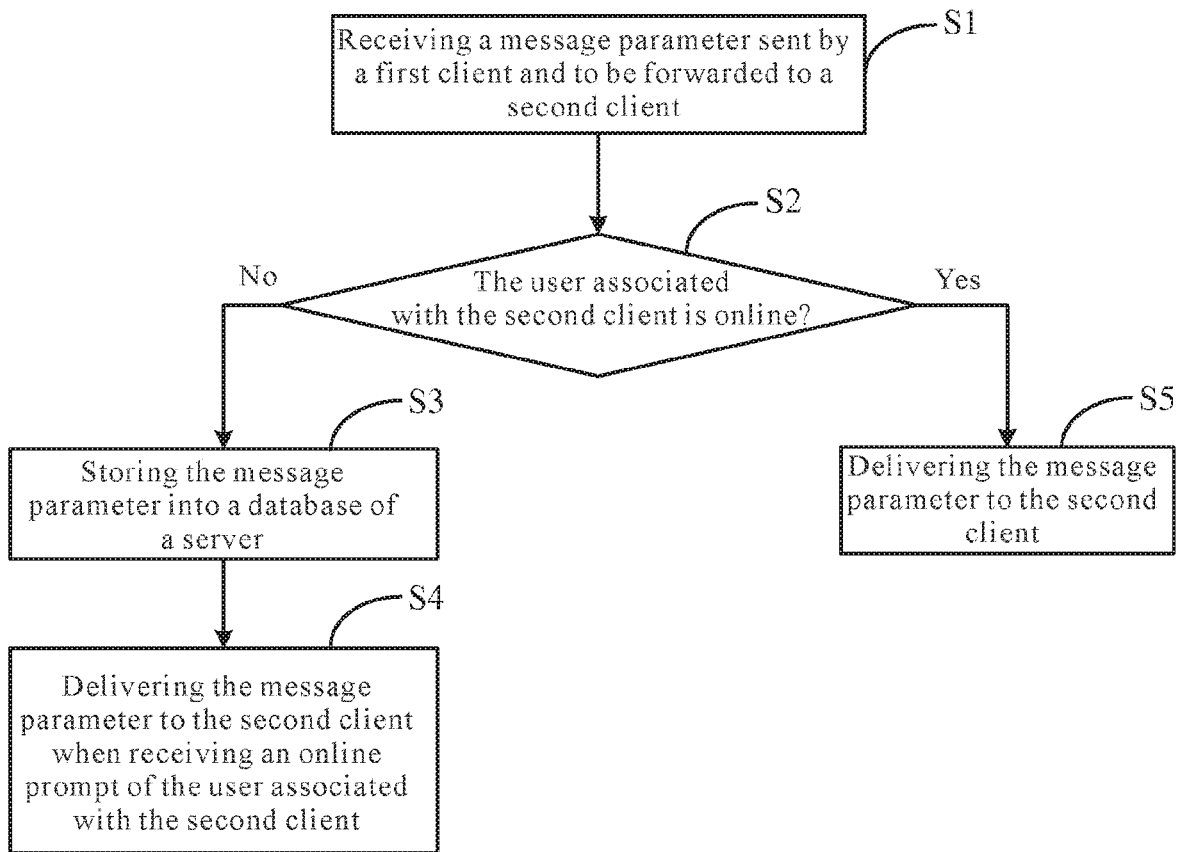 S1
Receiving a message parameter sent by
a first client and to be forwarded to a
second client
S2
No
The user associated
with the second client is online?
Yes
S3
Storing the message
parameter into a database of
a server
S5
Delivering the message
parameter to the second
client
S4
Delivering the message
parameter to the second client
when receiving an online
prompt of the user associated
with the second client